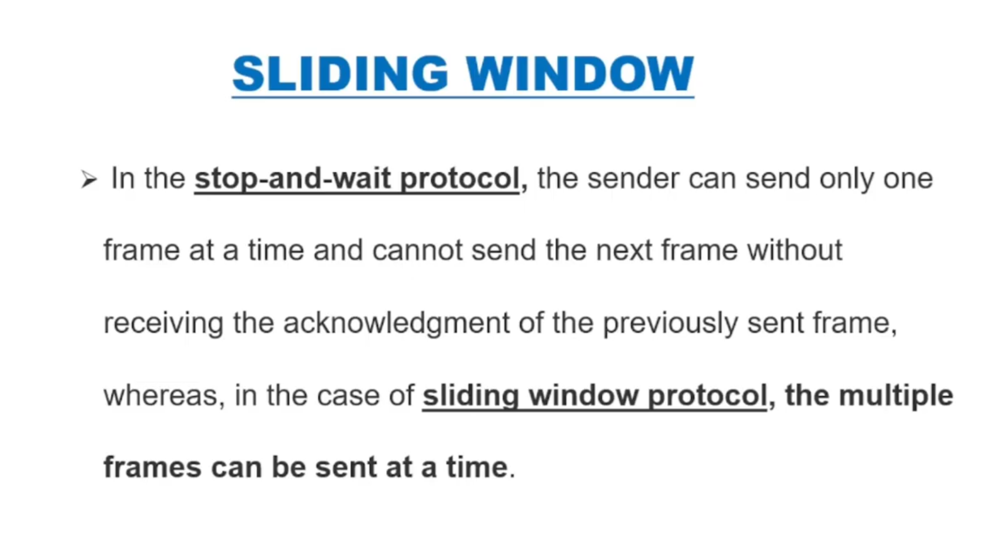 SLIDING WINDOW
➢ In the stop-and-wait protocol, the sender can send only one
frame at a time and cannot send the next frame without
receiving the acknowledgment of the previously sent frame,
whereas, in the case of sliding window protocol, the multiple
frames can be sent at a time.